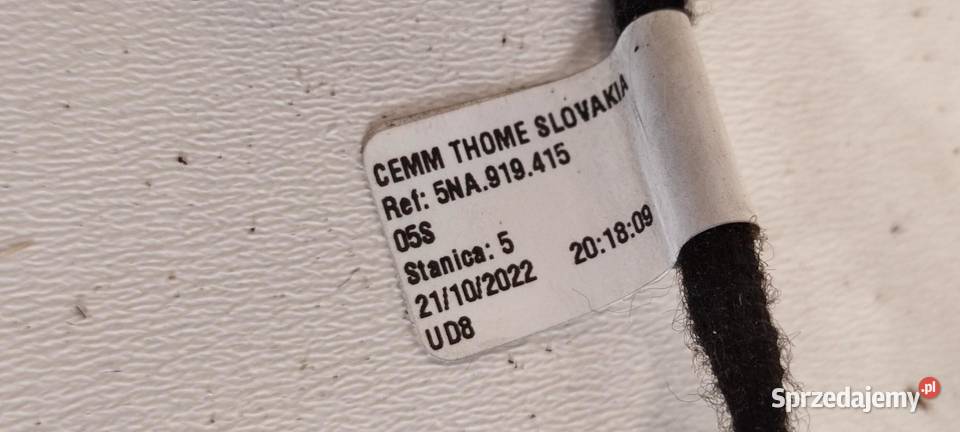 CEMM THOME SLOVAKIA
Ref: 5NA.919.415
05S
Stanica: 5
21/10/2022 20:18:09
UD8
Sprzedajemy.pl